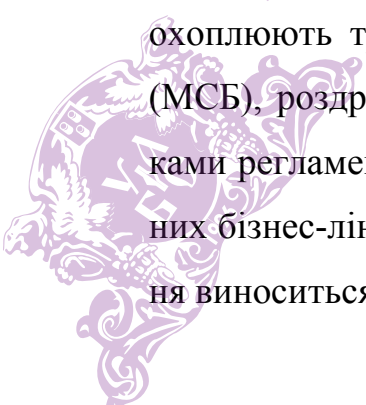 охоплюють т
(МСБ), роздр
ками регламе
них бізнес-лін
ня виноситься